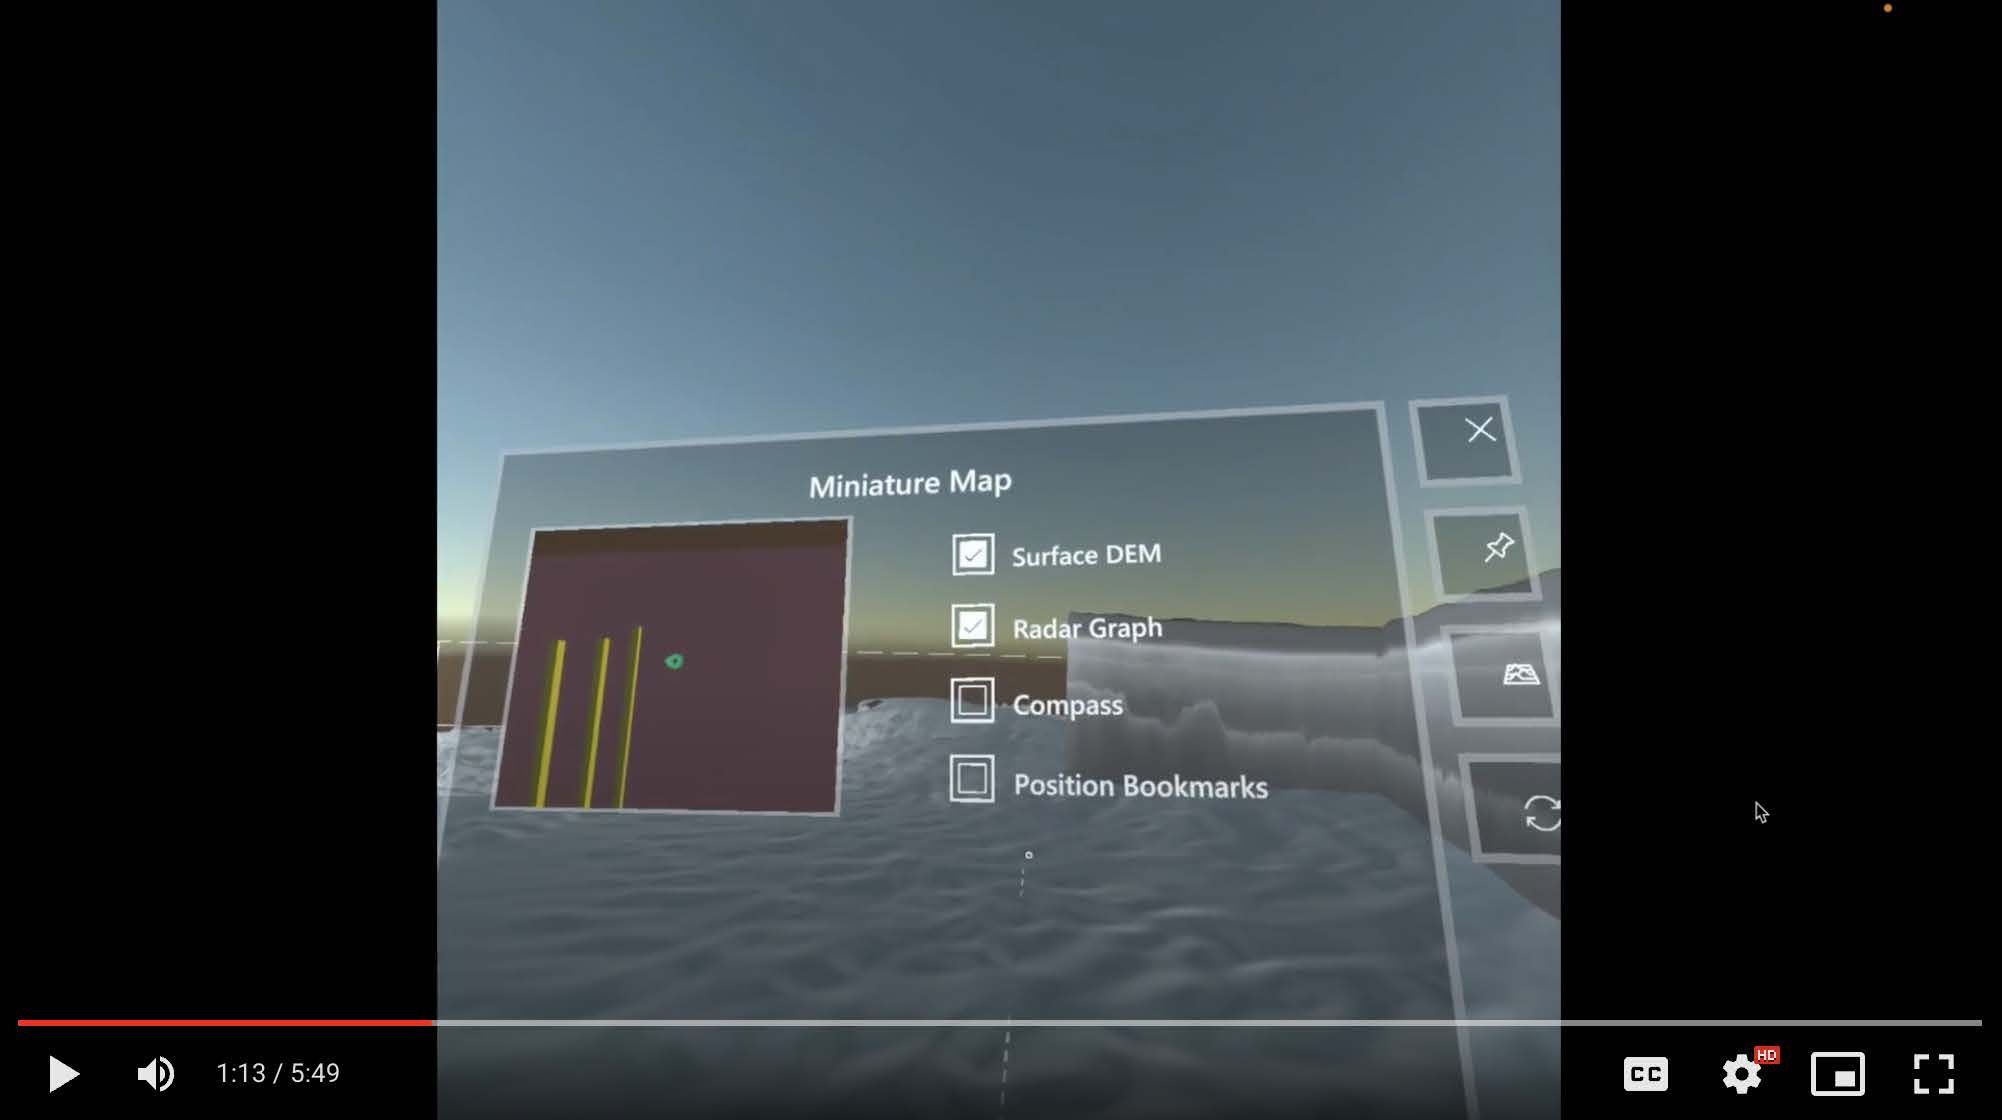 Miniature Map
Surface DEM
Radar Graph
Compass
Position Bookmarks
1:13 / 5:49
CC
HD